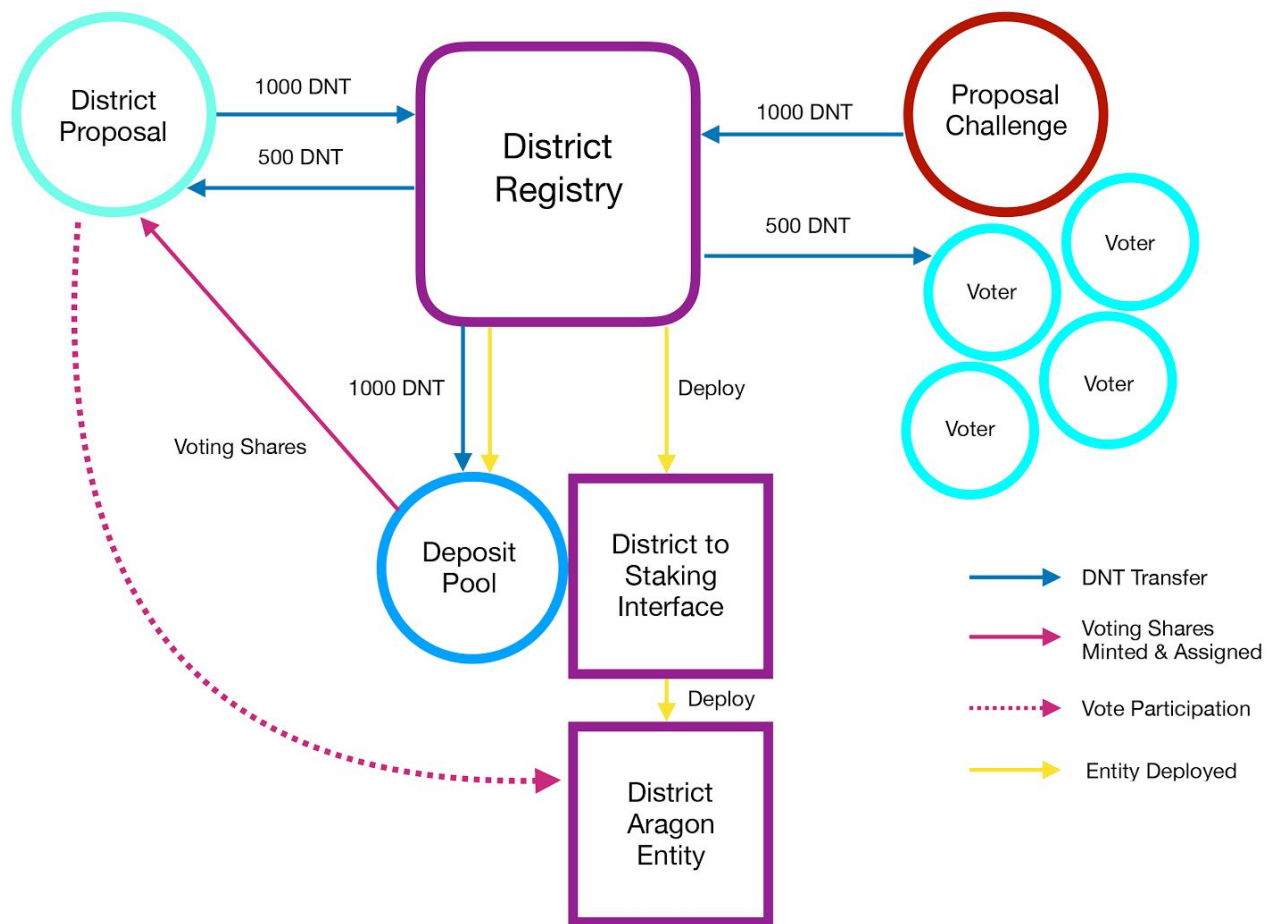 District
Proposal
1000 DNT
500 DNT
District
Registry
1000 DNT
Proposal
Challenge
500 DNT
Voter
Voter
Voter
Voter
1000 DNT
Deploy
Voting Shares
Deposit
Pool
District to
Staking
Interface
Deploy
District
Aragon
Entity
DNT Transfer
Voting Shares
Minted & Assigned
Vote Participation
Entity Deployed